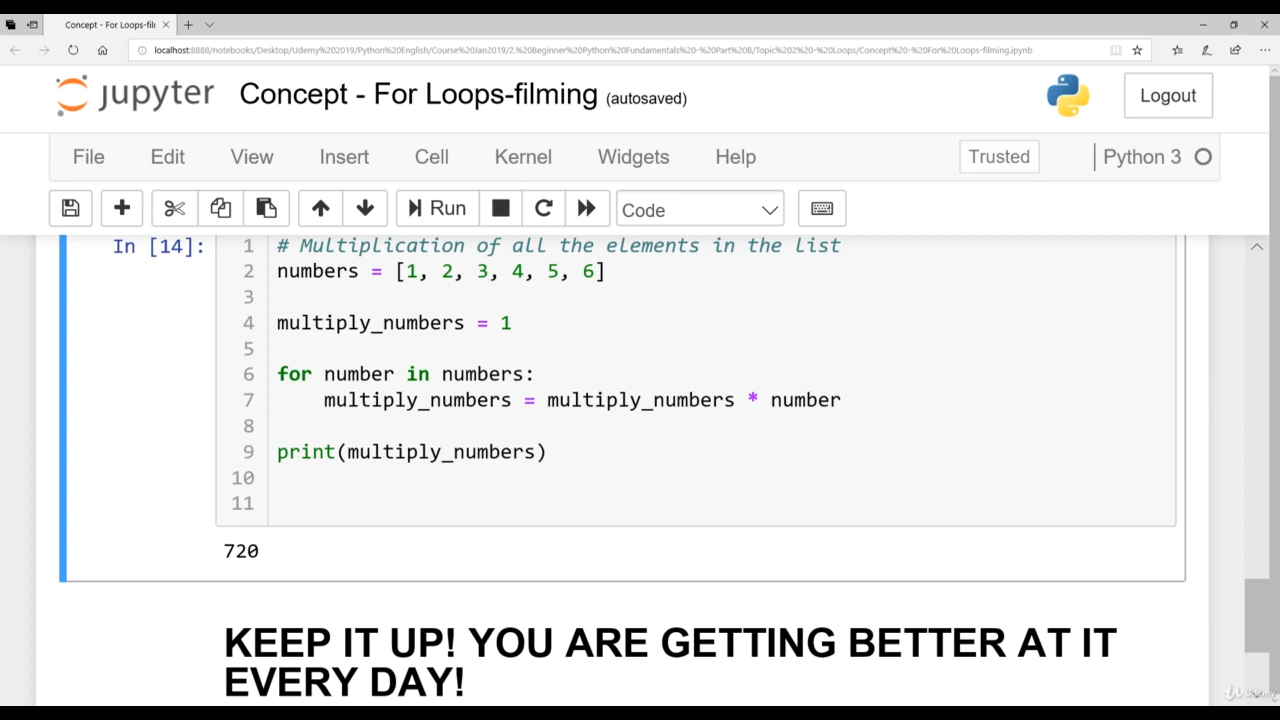 Concept - For Loops-film
localhost:8888/notebooks/Desktop/Udemy%202019/Python%20English/Course%20Jan2019/2.%20Beginner%20Python%20Fundamentals%20-%20Part%20B/Topic%202%20-%20Loops/Concept%20-%20For%20Loops-filming.ipynb
jupyter Concept - For Loops-filming (autosaved) Logout
File Edit View Insert Cell Kernel Widgets Help Trusted Python 3
Run Code
In [14]: 1 # Multiplication of all the elements in the list
2 numbers = [1, 2, 3, 4, 5, 6]
3
4 multiply_numbers = 1
5
6 for number in numbers:
7 multiply_numbers = multiply_numbers * number
8
9 print(multiply_numbers)
10
11
720
KEEP IT UP! YOU ARE GETTING BETTER AT IT
EVERY DAY!
Udemy